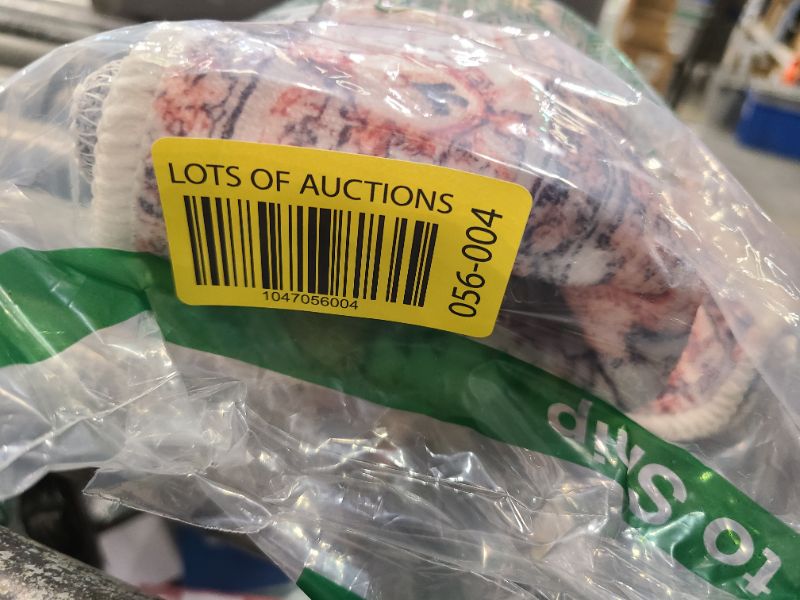 LOTS OF AUCTIONS
1047056004
056-004
to Ship